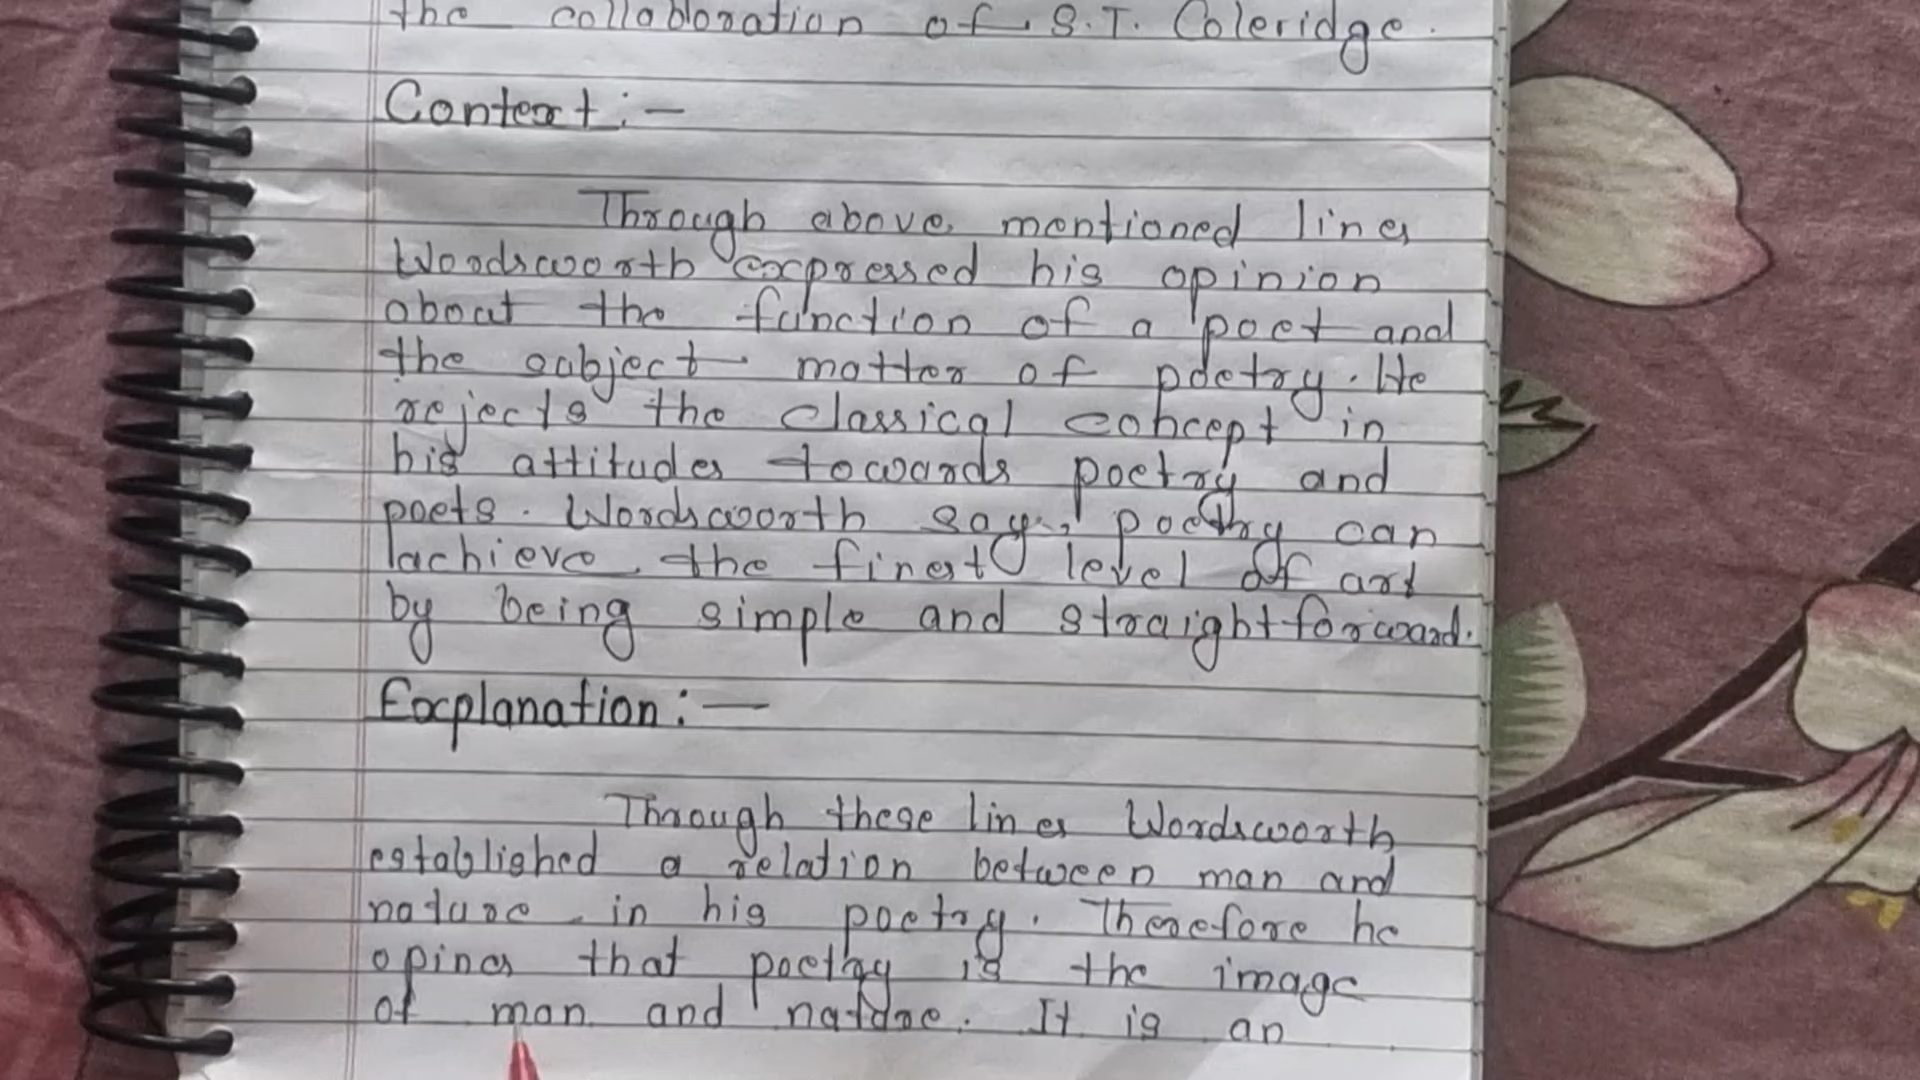 the collaboration of S.T. Coleridge.
Context :-
Through above mentioned lines
Wordsworth expressed his opinion
about the function of a poet and
the subject matter of poetry. He
rejects the classical concept in
his attitudes towards poetry and
poets. Wordsworth says, poetry can
achieve the finest level of art
by being simple and straightforward.
Explanation :-
Through these lines Wordsworth
established a relation between man and
nature in his poetry. Therefore he
opines that poetry is the image
of man and nature. It is an